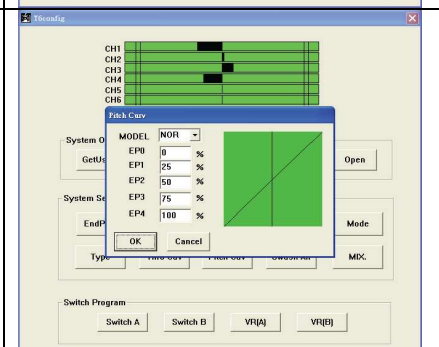 T6config
CH1
CH2
CH3
CH4
CH5
CH6
Pitch Curv
MODEL NOR
EP0 0 %
EP1 25 %
EP2 50 %
EP3 75 %
EP4 100 %
OK Cancel
System O
GetUs Open
System Se
EndP Mode
Type MIX.
Switch Program
Switch A Switch B VR(A) VR(B)